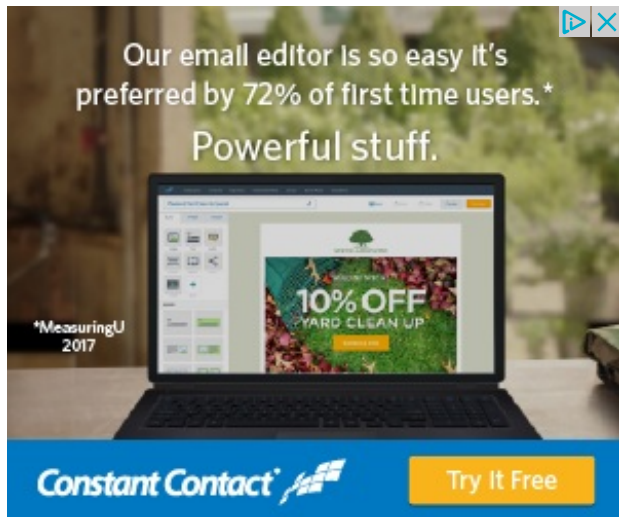 Our email editor is so easy it's
preferred by 72% of first time users.*
Powerful stuff.
10% OFF
YARD CLEAN UP
*MeasuringU
2017
Constant Contact
Try It Free